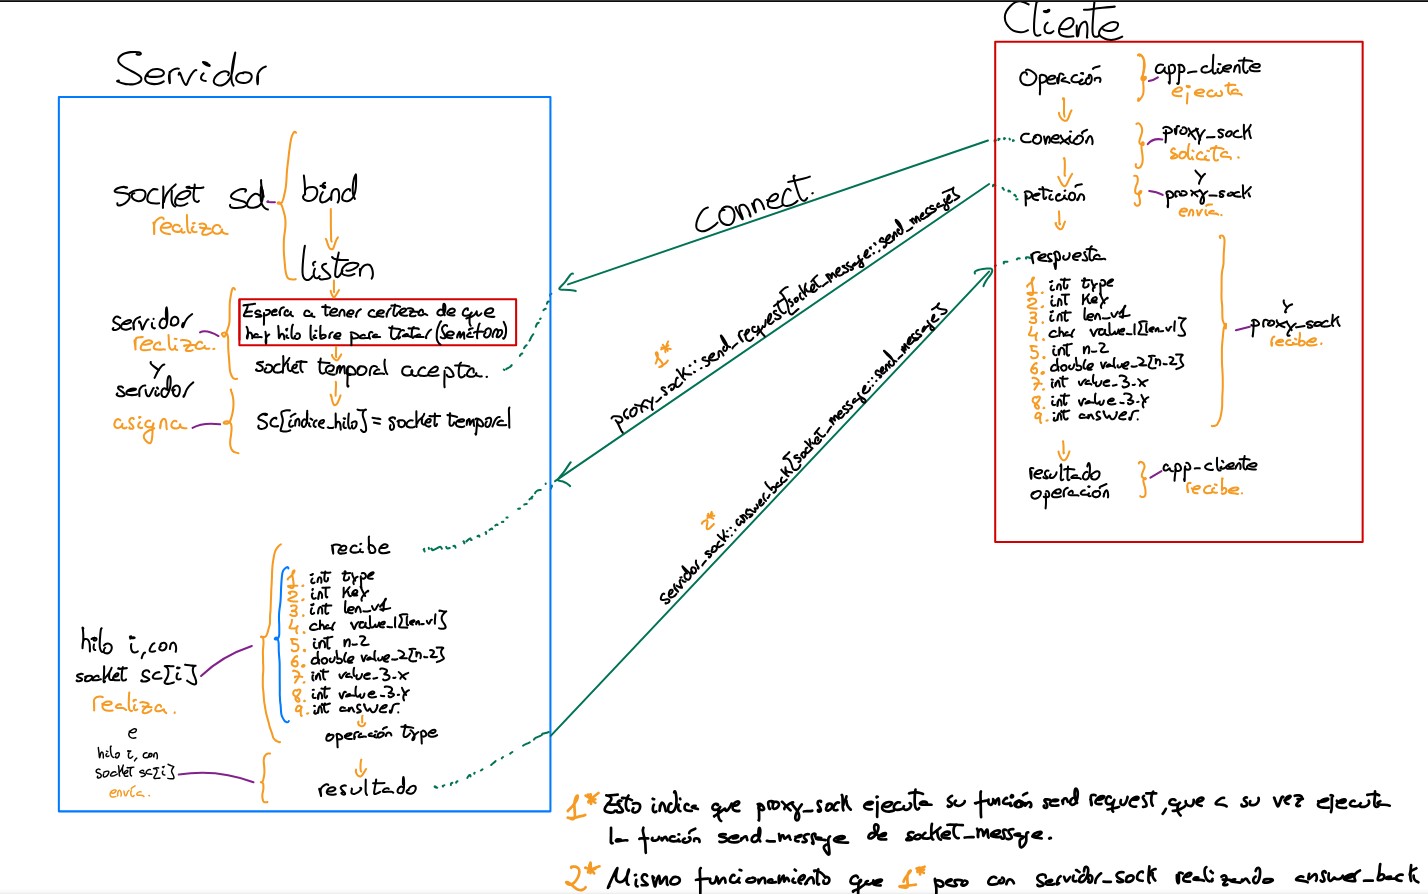 Servidor
socket sd
realiza
bind
listen
servidor
realiza.
Y
servidor
asigna
Espera a tener certeza de que
hay hilo libre para tratar (Semáforo)
socket temporal acepta.
Sc[índice_hilo] = socket temporal
recibe
1. int type
2. int Key
3. int len_v1
4. char value_1[len_v1]
5. int n_2
6. double value_2[n_2]
7. int value_3_x
8. int value_3_y
9. int answer.
operación type
hilo i, con
socket sc[i]
realiza.
e
hilo i, con
socket sc[i]
envía.
resultado
Connect.
1*
proxy_sock::send_request[socket_message::send_message]
2*
servidor_sock::answer_back[socket_message::send_message]
Cliente
Operación
app_cliente
ejecuta
conexión
proxy_sock
solicita.
Y
petición
proxy_sock
envía.
respuesta
1. int type
2. int Key
3. int len_v1
4. char value_1[len_v1]
5. int n_2
6. double value_2[n_2]
7. int value_3_x
8. int value_3_y
9. int answer.
Y
proxy_sock
recibe.
resultado
operación
app_cliente
recibe.
1* Esto indica que proxy_sock ejecuta su función send request, que a su vez ejecuta
la función send_message de socket_message.
2* Mismo funcionamiento que 1* pero con servidor_sock realizando answer_back